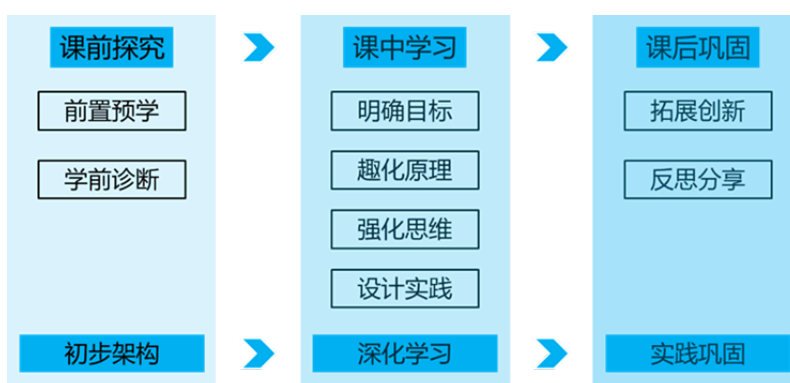 课前探究
前置预学
学前诊断
初步架构
课中学习
明确目标
趣化原理
强化思维
设计实践
深化学习
课后巩固
拓展创新
反思分享
实践巩固